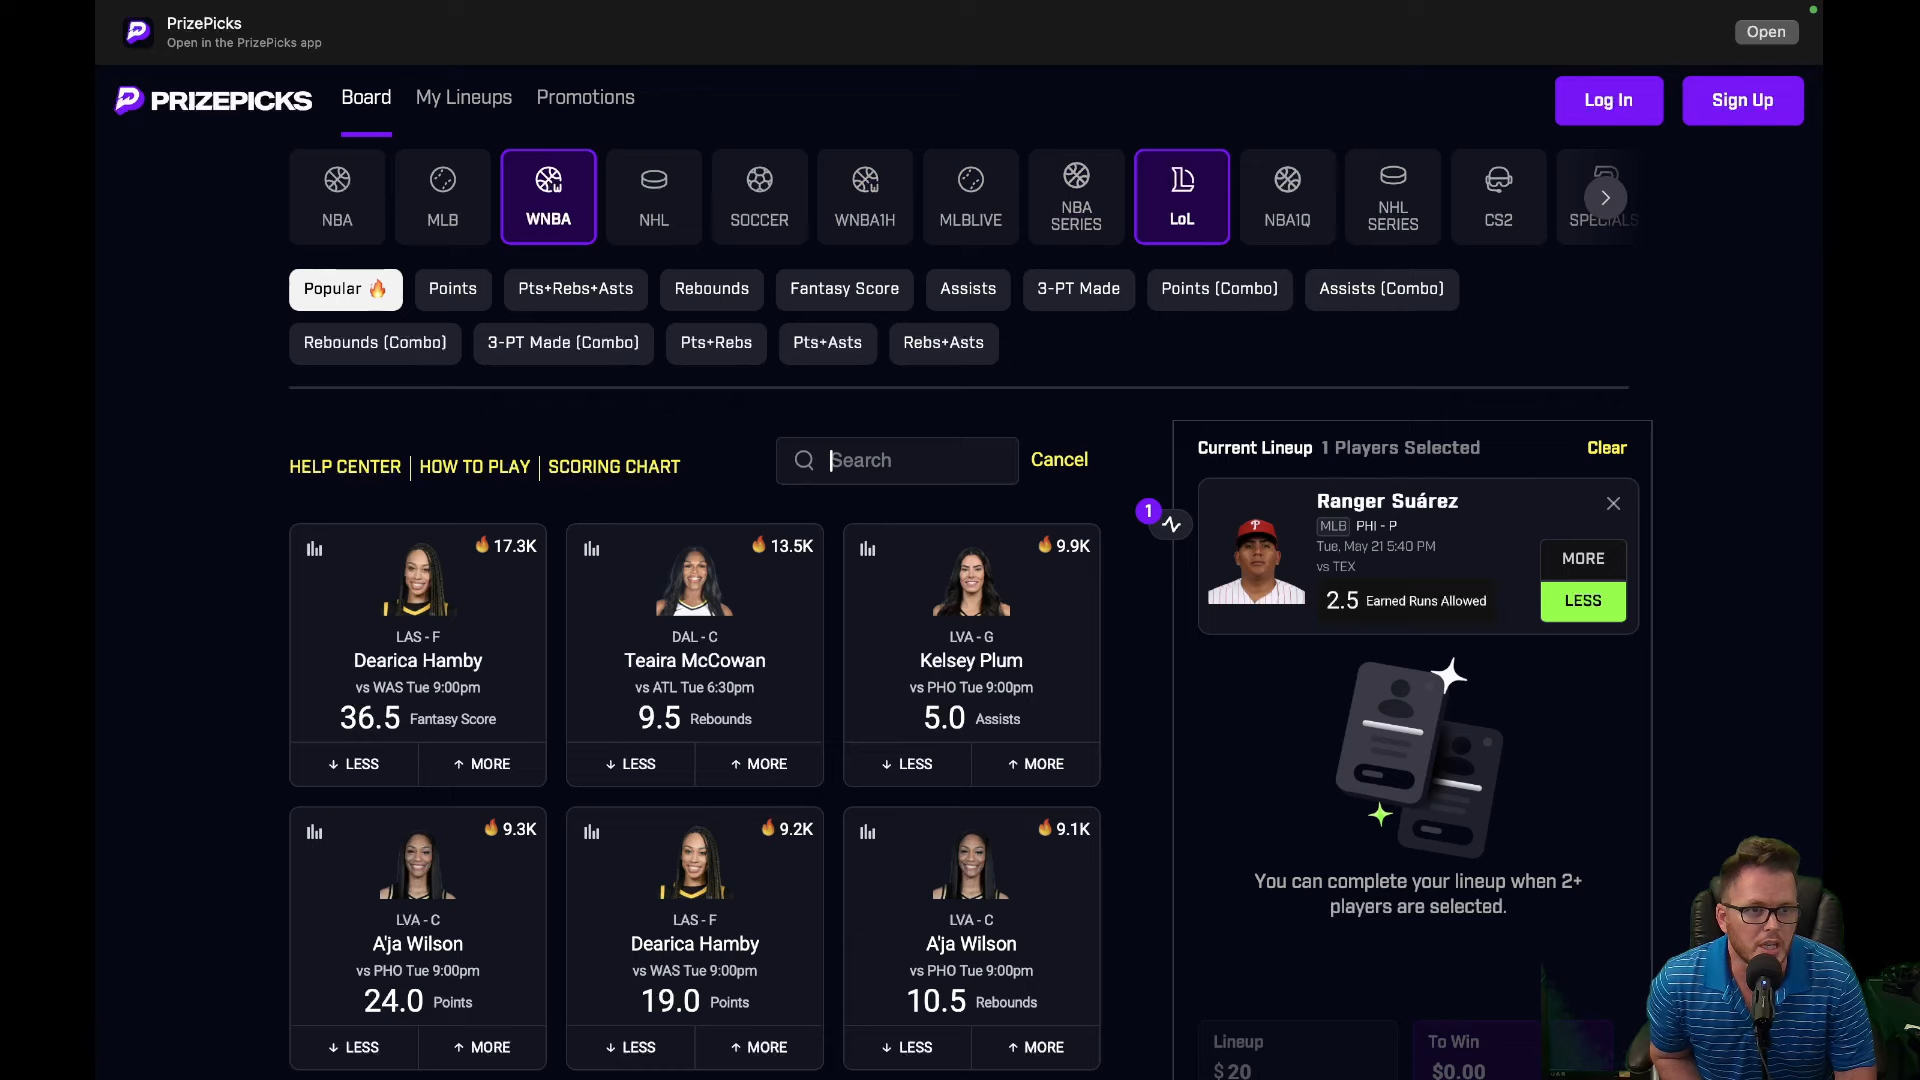 PrizePicks
Open in the PrizePicks app
Open
PRIZEPICKS
Board
My Lineups
Promotions
Log In
Sign Up
NBA
MLB
WNBA
NHL
SOCCER
WNBA1H
MLBLIVE
NBA SERIES
LoL
NBA1Q
NHL SERIES
CS2
SPECIALS
Popular 🔥
Points
Pts+Rebs+Asts
Rebounds
Fantasy Score
Assists
3-PT Made
Points (Combo)
Assists (Combo)
Rebounds (Combo)
3-PT Made (Combo)
Pts+Rebs
Pts+Asts
Rebs+Asts
HELP CENTER
HOW TO PLAY
SCORING CHART
Search
Cancel
17.3K
LAS - F
Dearica Hamby
vs WAS Tue 9:00pm
36.5 Fantasy Score
↓ LESS
↑ MORE
13.5K
DAL - C
Teaira McCowan
vs ATL Tue 6:30pm
9.5 Rebounds
↓ LESS
↑ MORE
9.9K
LVA - G
Kelsey Plum
vs PHO Tue 9:00pm
5.0 Assists
↓ LESS
↑ MORE
9.3K
LVA - C
A'ja Wilson
vs PHO Tue 9:00pm
24.0 Points
↓ LESS
↑ MORE
9.2K
LAS - F
Dearica Hamby
vs WAS Tue 9:00pm
19.0 Points
↓ LESS
↑ MORE
9.1K
LVA - C
A'ja Wilson
vs PHO Tue 9:00pm
10.5 Rebounds
↓ LESS
↑ MORE
Current Lineup 1 Players Selected
Clear
1
Ranger Suárez
MLB PHI - P
Tue, May 21 5:40 PM
vs TEX
2.5 Earned Runs Allowed
MORE
LESS
You can complete your lineup when 2+
players are selected.
Lineup
$ 20
To Win
$0.00